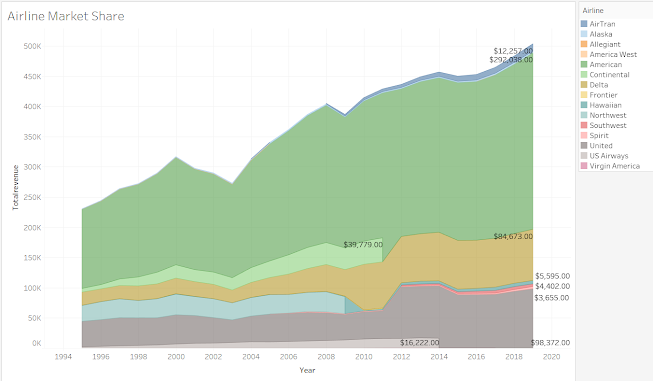 Airline Market Share
Airline
AirTran
Alaska
Allegiant
America West
American
Continental
Delta
Frontier
Hawaiian
Northwest
Southwest
Spirit
United
US Airways
Virgin America
Totalrevenue
500K
450K
400K
350K
300K
250K
200K
150K
100K
50K
0K
$12,257.00
$292,038.00
$84,673.00
$39,779.00
$5,595.00
$4,402.00
$3,655.00
$16,222.00
$98,372.00
1994 1996 1998 2000 2002 2004 2006 2008 2010 2012 2014 2016 2018 2020
Year